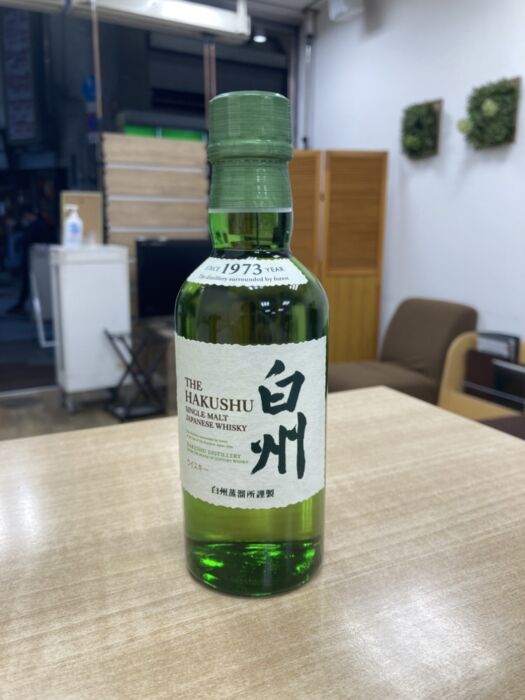 SINCE 1973 YEAR
The distillery surrounded by forest
THE
HAKUSHU
SINGLE MALT
JAPANESE WHISKY
白州
HAKUSHU DISTILLERY
ウイスキー
白州蒸溜所謹製